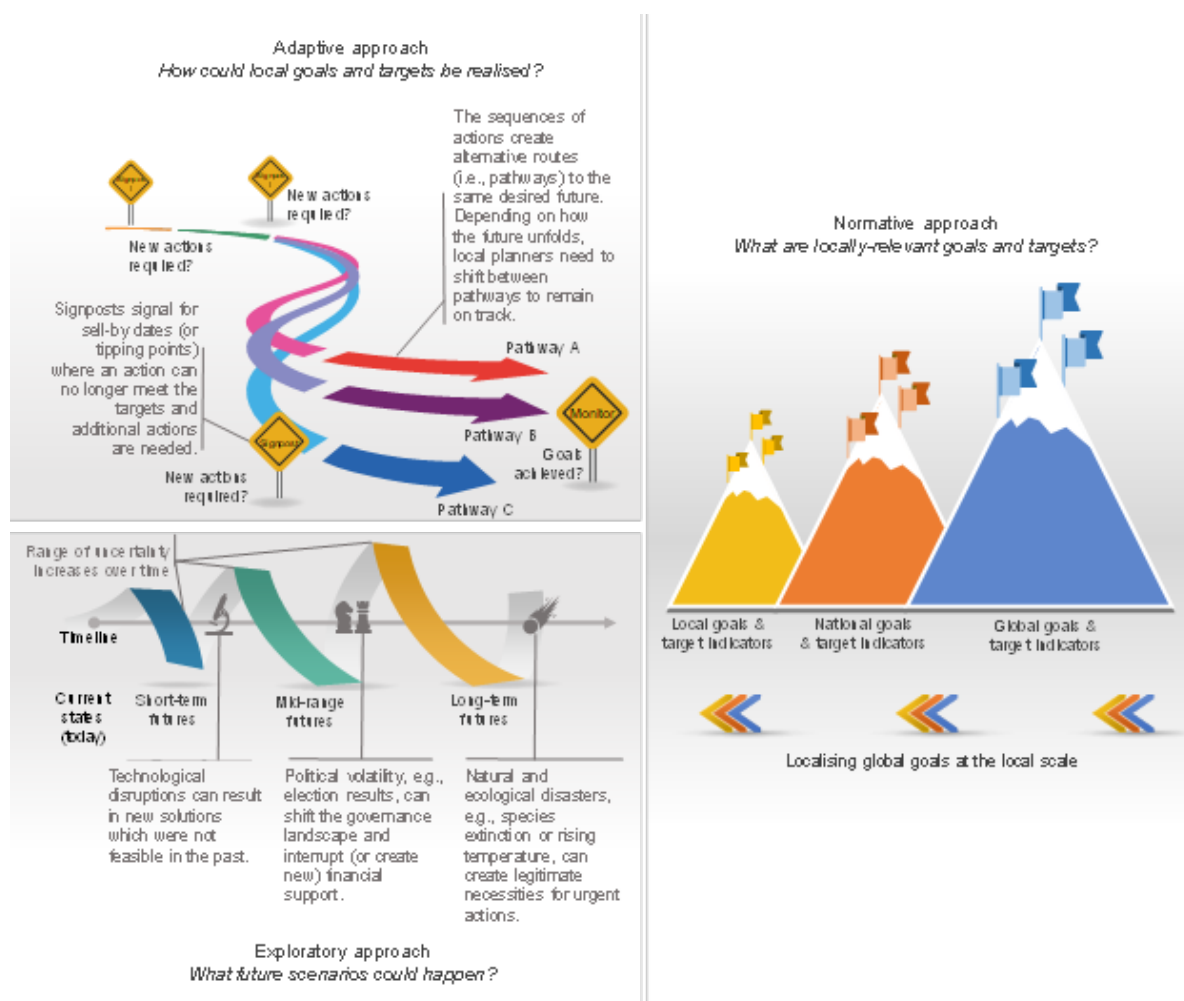 Adaptive approach
How could local goals and targets be realised?
The sequences of
actions create
alternative routes
(i.e., pathways) to the
same desired future.
Depending on how
the future unfolds,
local planners need to
shift between
pathways to remain
on track.
New actions
required?
New actions
required?
Signposts signal for
sell-by dates (or
tipping points)
where an action can
no longer meet the
targets and
additional actions
are needed.
Signpost
New actions
required?
Pathway A
Pathway B
Pathway C
Monitor
Goals
achieved?
Normative approach
What are locally-relevant goals and targets?
Local goals &
target indicators
National goals
& target indicators
Global goals &
target indicators
Localising global goals at the local scale
Range of uncertainty
increases over time
Timeline
Current
states
(today)
Short-term
futures
Mid-range
futures
Long-term
futures
Technological
disruptions can result
in new solutions
which were not
feasible in the past.
Political volatility, e.g.,
election results, can
shift the governance
landscape and
interrupt (or create
new) financial
support.
Natural and
ecological disasters,
e.g., species
extinction or rising
temperature, can
create legitimate
necessities for urgent
actions.
Exploratory approach
What future scenarios could happen?